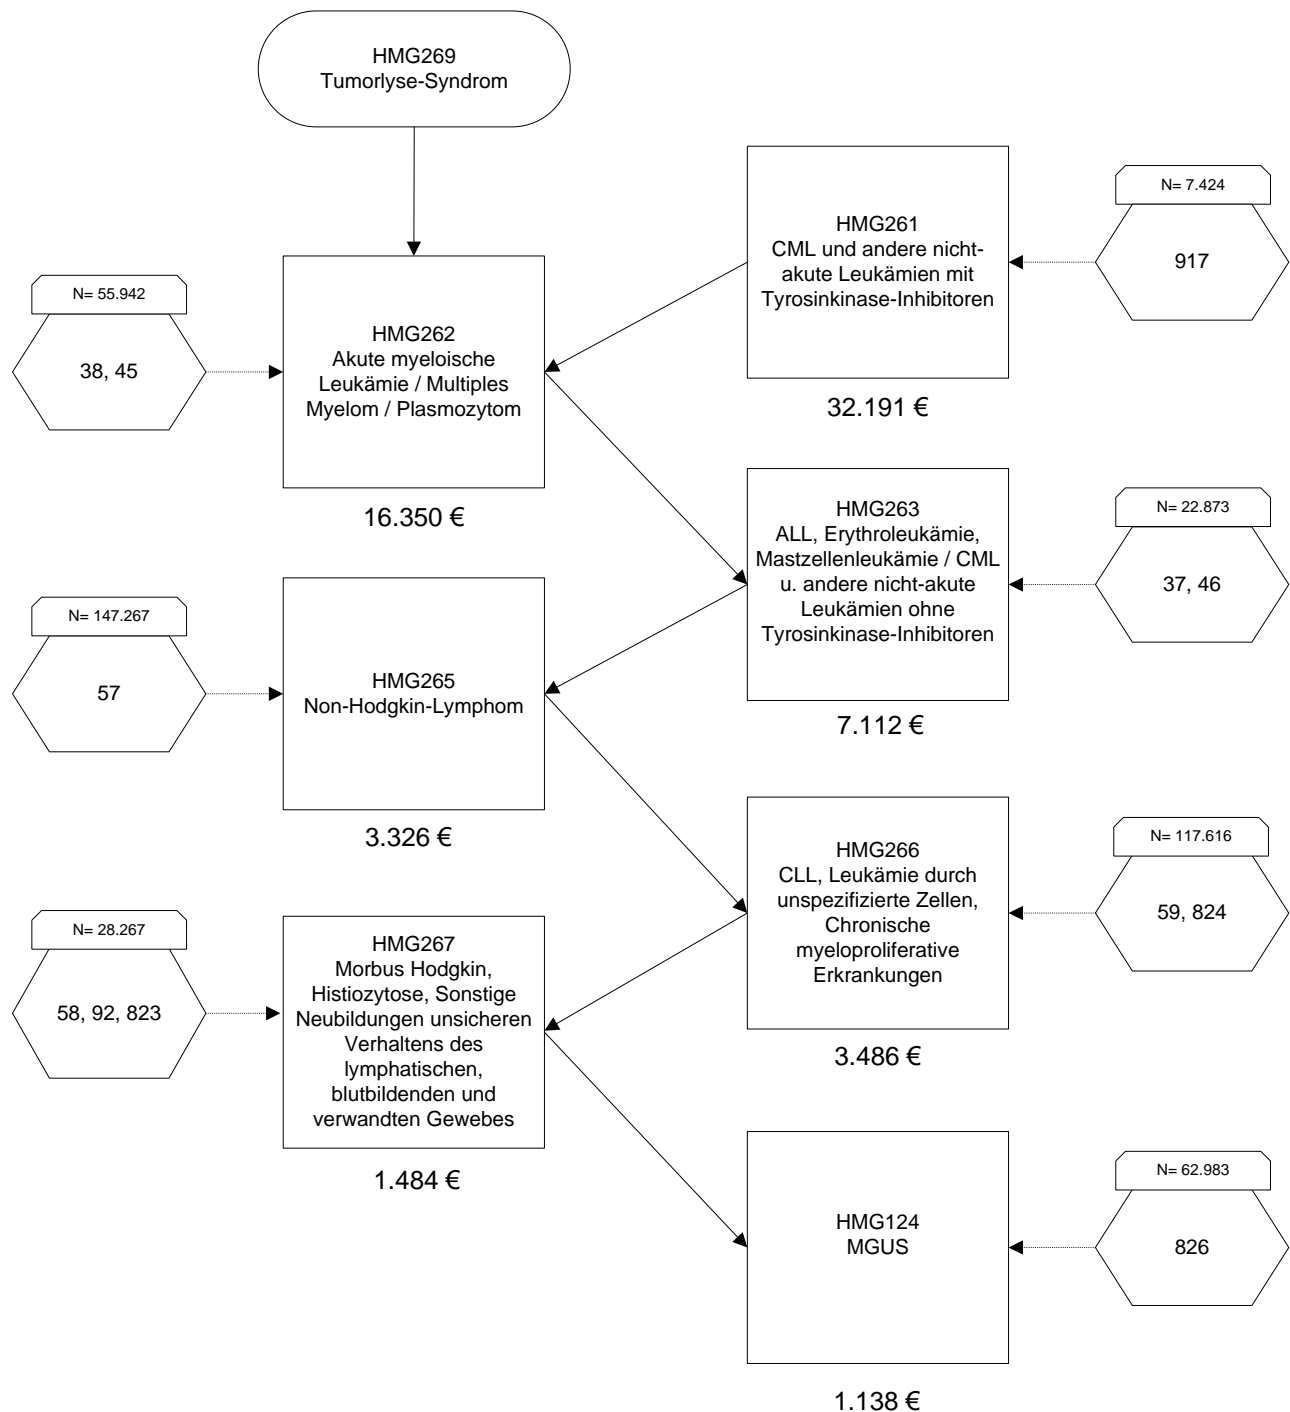 HMG269
Tumorlyse-Syndrom
N= 7.424
917
HMG261
CML und andere nicht-
akute Leukämien mit
Tyrosinkinase-Inhibitoren
32.191 €
N= 55.942
38, 45
HMG262
Akute myeloische
Leukämie / Multiples
Myelom / Plasmozytom
16.350 €
N= 22.873
37, 46
HMG263
ALL, Erythroleukämie,
Mastzellenleukämie / CML
u. andere nicht-akute
Leukämien ohne
Tyrosinkinase-Inhibitoren
7.112 €
N= 147.267
57
HMG265
Non-Hodgkin-Lymphom
3.326 €
N= 117.616
59, 824
HMG266
CLL, Leukämie durch
unspezifizierte Zellen,
Chronische
myeloproliferative
Erkrankungen
3.486 €
N= 28.267
58, 92, 823
HMG267
Morbus Hodgkin,
Histiozytose, Sonstige
Neubildungen unsicheren
Verhaltens des
lymphatischen,
blutbildenden und
verwandten Gewebes
1.484 €
N= 62.983
826
HMG124
MGUS
1.138 €